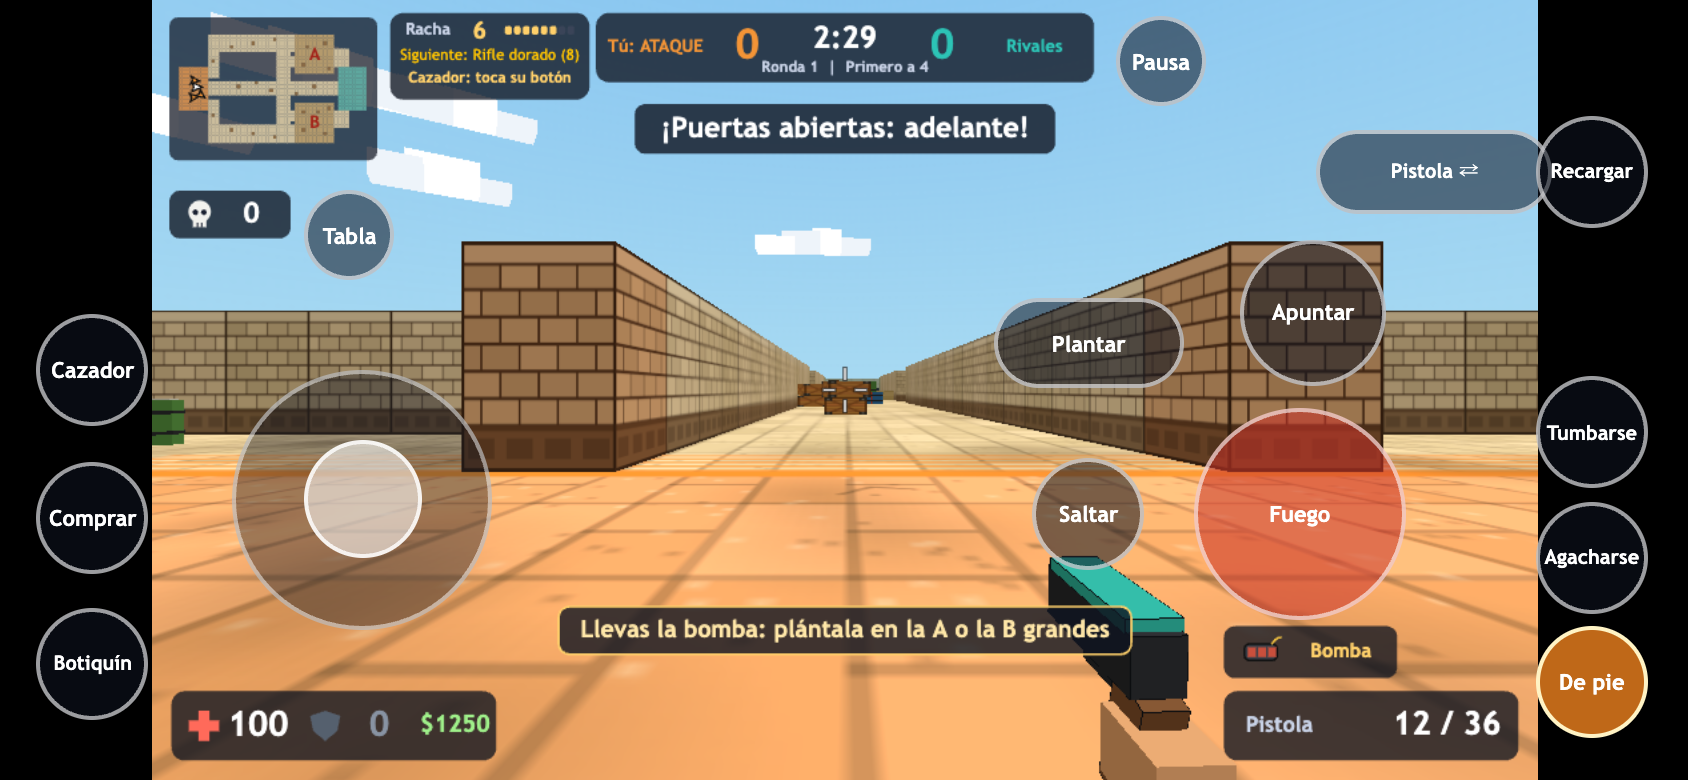 A
B
Racha 6
Siguiente: Rifle dorado (8)
Cazador: toca su botón
Tú: ATAQUE 0 2:29 0 Rivales
Ronda 1 | Primero a 4
Pausa
¡Puertas abiertas: adelante!
Pistola ⇄
Recargar
0
Tabla
Apuntar
Plantar
Cazador
Tumbarse
Comprar
Saltar
Fuego
Agacharse
Llevas la bomba: plántala en la A o la B grandes
Bomba
Botiquín
De pie
100 0 $1250
Pistola 12 / 36